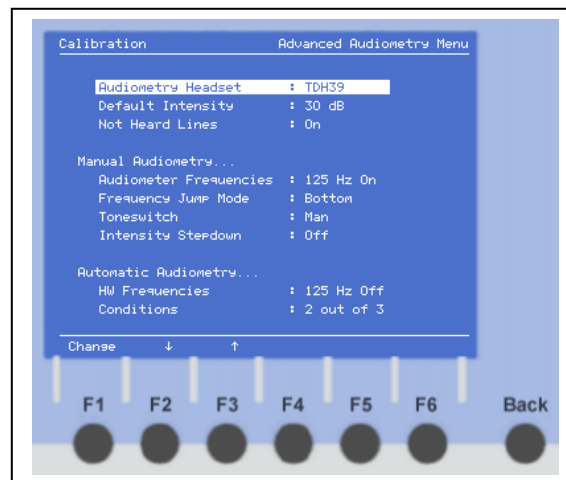 Calibration Advanced Audiometry Menu
Audiometry Headset : TDH39
Default Intensity : 30 dB
Not Heard Lines : On
Manual Audiometry...
Audiometer Frequencies : 125 Hz On
Frequency Jump Mode : Bottom
Toneswitch : Man
Intensity Stepdown : Off
Automatic Audiometry...
HW Frequencies : 125 Hz Off
Conditions : 2 out of 3
Change ↓ ↑
F1 F2 F3 F4 F5 F6 Back